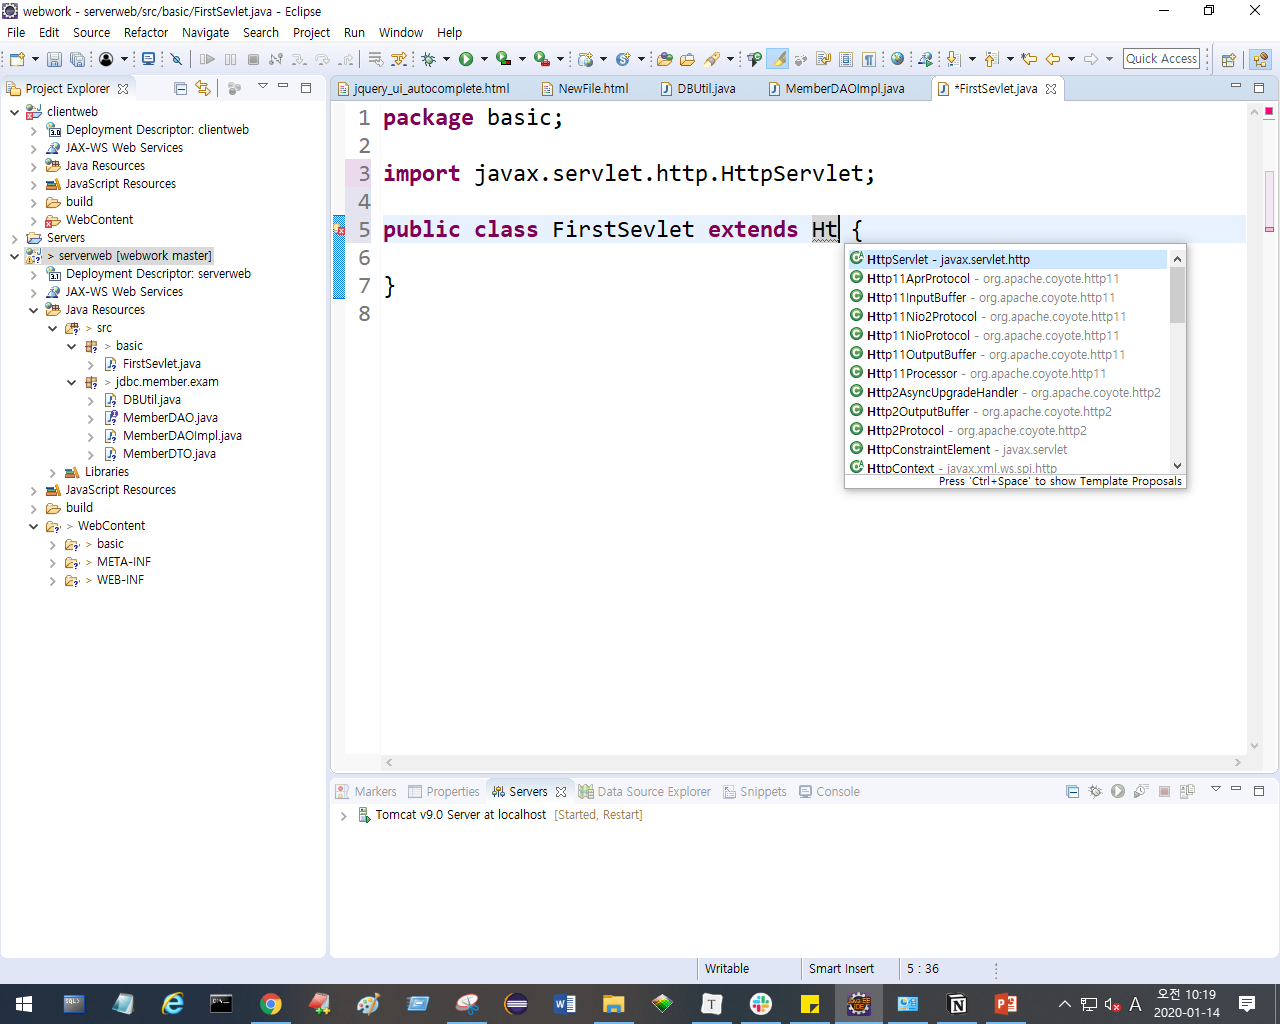 webwork - serverweb/src/basic/FirstSevlet.java - Eclipse
File Edit Source Refactor Navigate Search Project Run Window Help
Quick Access
Project Explorer
jquery_ui_autocomplete.html NewFile.html DBUtil.java MemberDAOImpl.java *FirstSevlet.java
clientweb
Deployment Descriptor: clientweb
JAX-WS Web Services
Java Resources
JavaScript Resources
build
WebContent
Servers
> serverweb [webwork master]
Deployment Descriptor: serverweb
JAX-WS Web Services
Java Resources
> src
> basic
FirstSevlet.java
> jdbc.member.exam
DBUtil.java
MemberDAO.java
MemberDAOImpl.java
MemberDTO.java
Libraries
JavaScript Resources
build
> WebContent
> basic
> META-INF
> WEB-INF
1 package basic;
2
3 import javax.servlet.http.HttpServlet;
4
5 public class FirstSevlet extends Ht {
6
7 }
8
HttpServlet - javax.servlet.http
Http11AprProtocol - org.apache.coyote.http11
Http11InputBuffer - org.apache.coyote.http11
Http11Nio2Protocol - org.apache.coyote.http11
Http11NioProtocol - org.apache.coyote.http11
Http11OutputBuffer - org.apache.coyote.http11
Http11Processor - org.apache.coyote.http11
Http2AsyncUpgradeHandler - org.apache.coyote.http2
Http2OutputBuffer - org.apache.coyote.http2
Http2Protocol - org.apache.coyote.http2
HttpConstraintElement - javax.servlet
HttpContext - javax.xml.ws.spi.http
Press 'Ctrl+Space' to show Template Proposals
Markers Properties Servers Data Source Explorer Snippets Console
Tomcat v9.0 Server at localhost [Started, Restart]
Writable Smart Insert 5 : 36
A 오전 10:19
2020-01-14